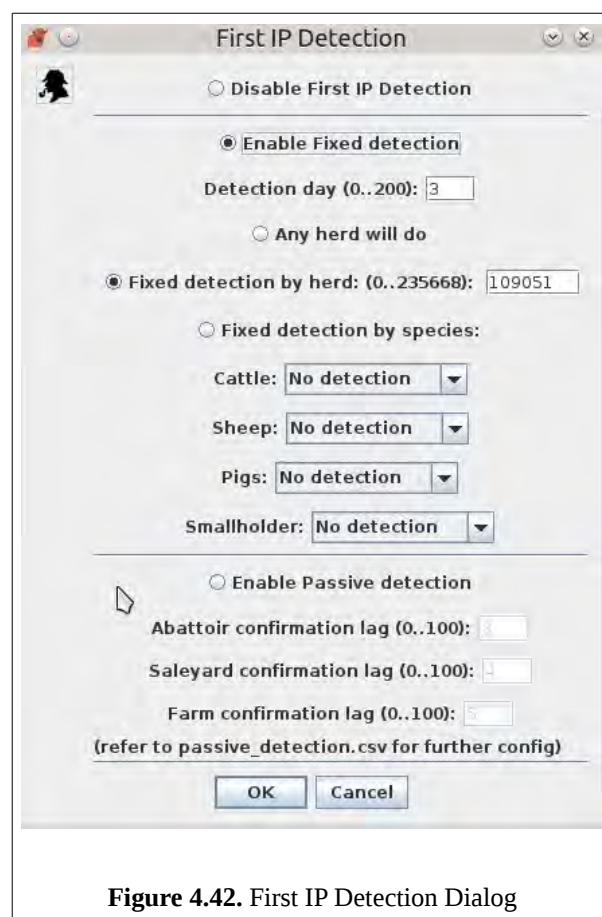 First IP Detection
Disable First IP Detection
Enable Fixed detection
Detection day (0..200): 3
Any herd will do
Fixed detection by herd: (0..235668): 109051
Fixed detection by species:
Cattle: No detection
Sheep: No detection
Pigs: No detection
Smallholder: No detection
Enable Passive detection
Abattoir confirmation lag (0..100):
Saleyard confirmation lag (0..100): 4
Farm confirmation lag (0..100): 5
(refer to passive_detection.csv for further config)
OK Cancel
Figure 4.42. First IP Detection Dialog